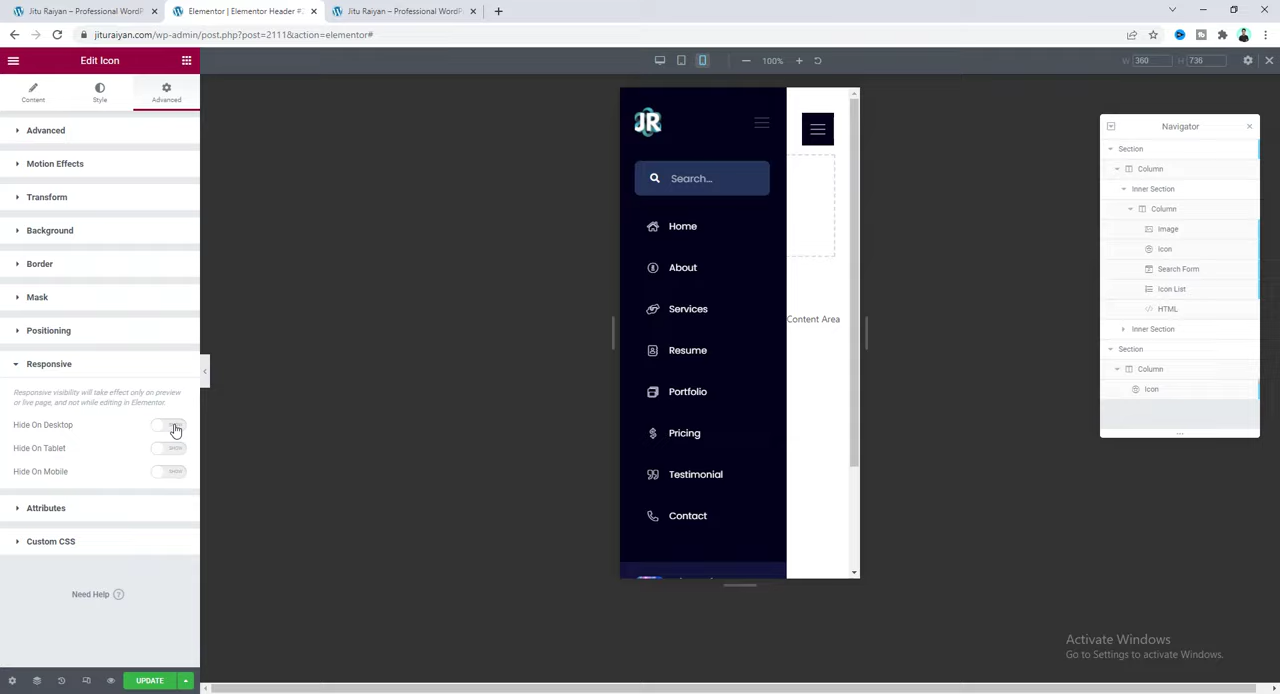 Jitu Raiyan – Professional WordP
Elementor | Elementor Header #
Jitu Raiyan – Professional WordP
jituraiyan.com/wp-admin/post.php?post=2111&action=elementor#
Edit Icon
100%
W 360
H 736
Content
Style
Advanced
Advanced
Motion Effects
Transform
Background
Border
Mask
Positioning
Responsive
Responsive visibility will take effect only on preview
or live page, and not while editing in Elementor.
Hide On Desktop
Hide On Tablet
SHOW
Hide On Mobile
SHOW
Attributes
Custom CSS
Need Help
UPDATE
JR
Search...
Home
About
Services
Resume
Portfolio
Pricing
Testimonial
Contact
Content Area
Navigator
Section
Column
Inner Section
Column
Image
Icon
Search Form
Icon List
HTML
Inner Section
Section
Column
Icon
Activate Windows
Go to Settings to activate Windows.